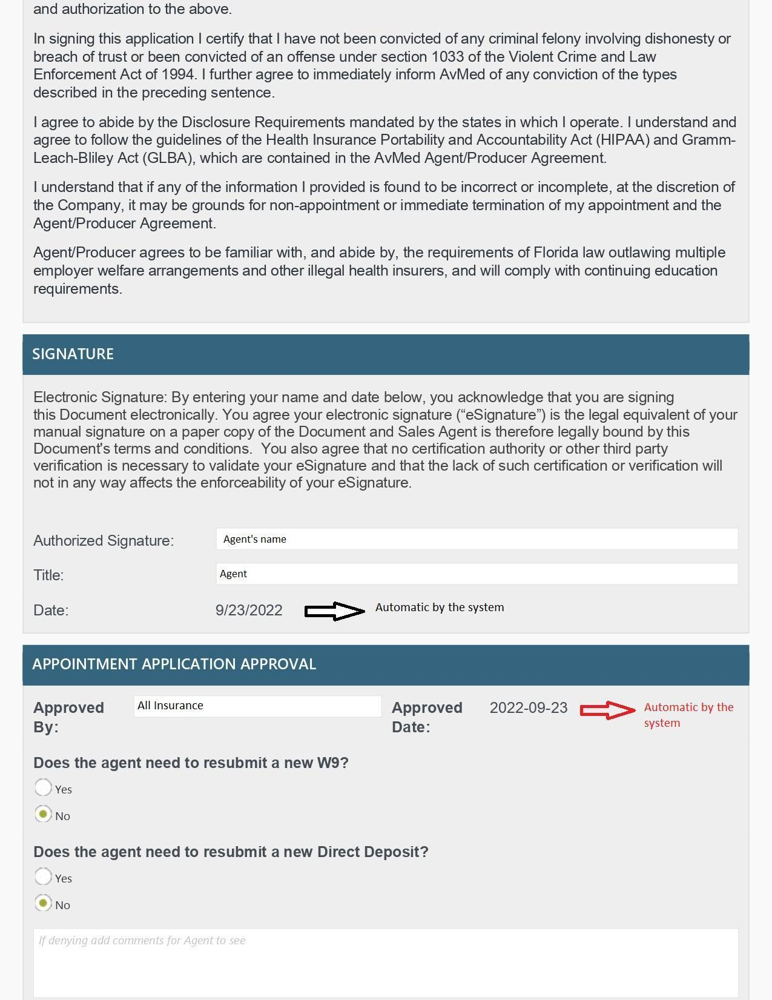 and authorization to the above.
In signing this application I certify that I have not been convicted of any criminal felony involving dishonesty or
breach of trust or been convicted of an offense under section 1033 of the Violent Crime and Law
Enforcement Act of 1994. I further agree to immediately inform AvMed of any conviction of the types
described in the preceding sentence.
I agree to abide by the Disclosure Requirements mandated by the states in which I operate. I understand and
agree to follow the guidelines of the Health Insurance Portability and Accountability Act (HIPAA) and Gramm-
Leach-Bliley Act (GLBA), which are contained in the AvMed Agent/Producer Agreement.
I understand that if any of the information I provided is found to be incorrect or incomplete, at the discretion of
the Company, it may be grounds for non-appointment or immediate termination of my appointment and the
Agent/Producer Agreement.
Agent/Producer agrees to be familiar with, and abide by, the requirements of Florida law outlawing multiple
employer welfare arrangements and other illegal health insurers, and will comply with continuing education
requirements.
SIGNATURE
Electronic Signature: By entering your name and date below, you acknowledge that you are signing
this Document electronically. You agree your electronic signature (“eSignature”) is the legal equivalent of your
manual signature on a paper copy of the Document and Sales Agent is therefore legally bound by this
Document's terms and conditions.  You also agree that no certification authority or other third party
verification is necessary to validate your eSignature and that the lack of such certification or verification will
not in any way affects the enforceability of your eSignature.
Authorized Signature: Agent's name
Title: Agent
Date: 9/23/2022 Automatic by the system
APPOINTMENT APPLICATION APPROVAL
Approved By: All Insurance Approved Date: 2022-09-23 Automatic by the system
Does the agent need to resubmit a new W9?
Yes
No
Does the agent need to resubmit a new Direct Deposit?
Yes
No
If denying add comments for Agent to see